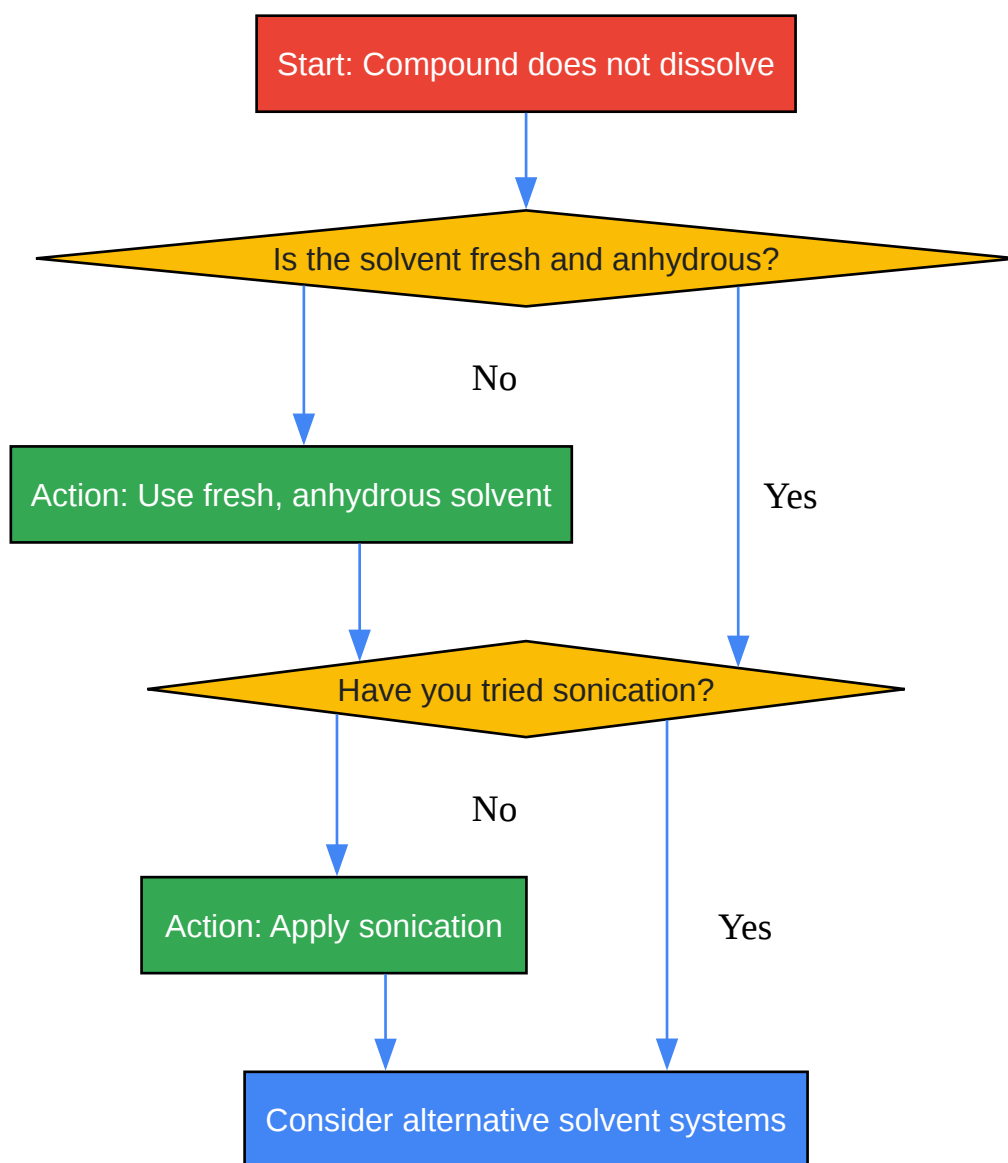 Start: Compound does not dissolve
Is the solvent fresh and anhydrous?
No
Action: Use fresh, anhydrous solvent
Yes
Have you tried sonication?
No
Action: Apply sonication
Yes
Consider alternative solvent systems